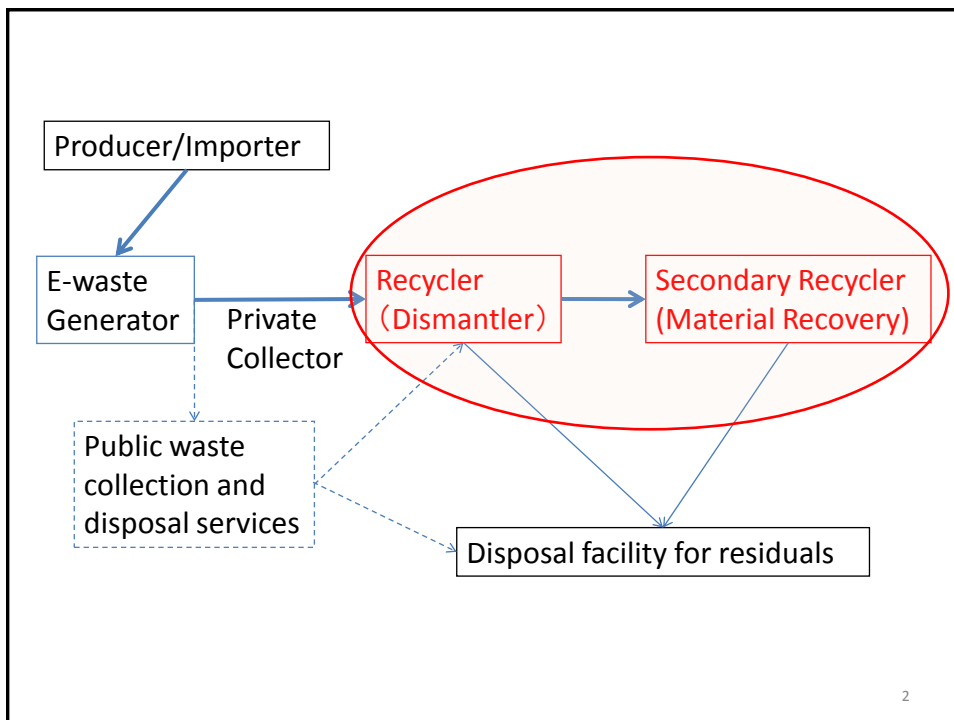 Producer/Importer
E-waste
Generator
Private
Collector
Recycler
（Dismantler）
Secondary Recycler
(Material Recovery)
Public waste
collection and
disposal services
Disposal facility for residuals
2